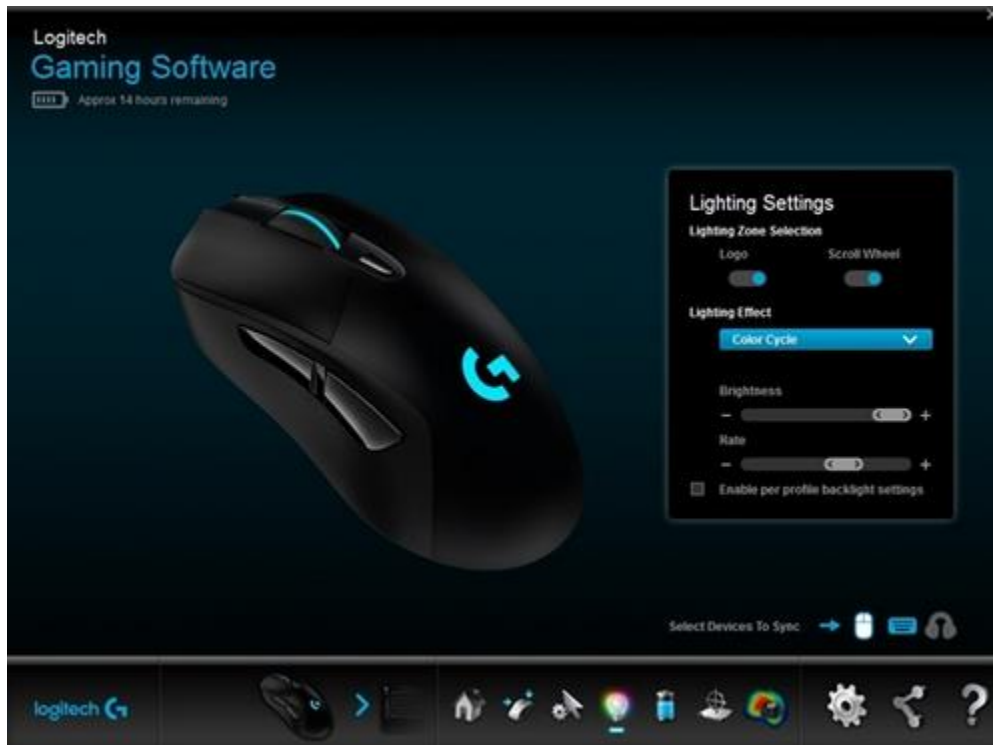 Logitech
Gaming Software
Approx 14 hours remaining
Lighting Settings
Lighting Zone Selection
Logo Scroll Wheel
Lighting Effect
Color Cycle
Brightness
Rate
Enable per profile backlight settings
Select Devices To Sync
logitech G